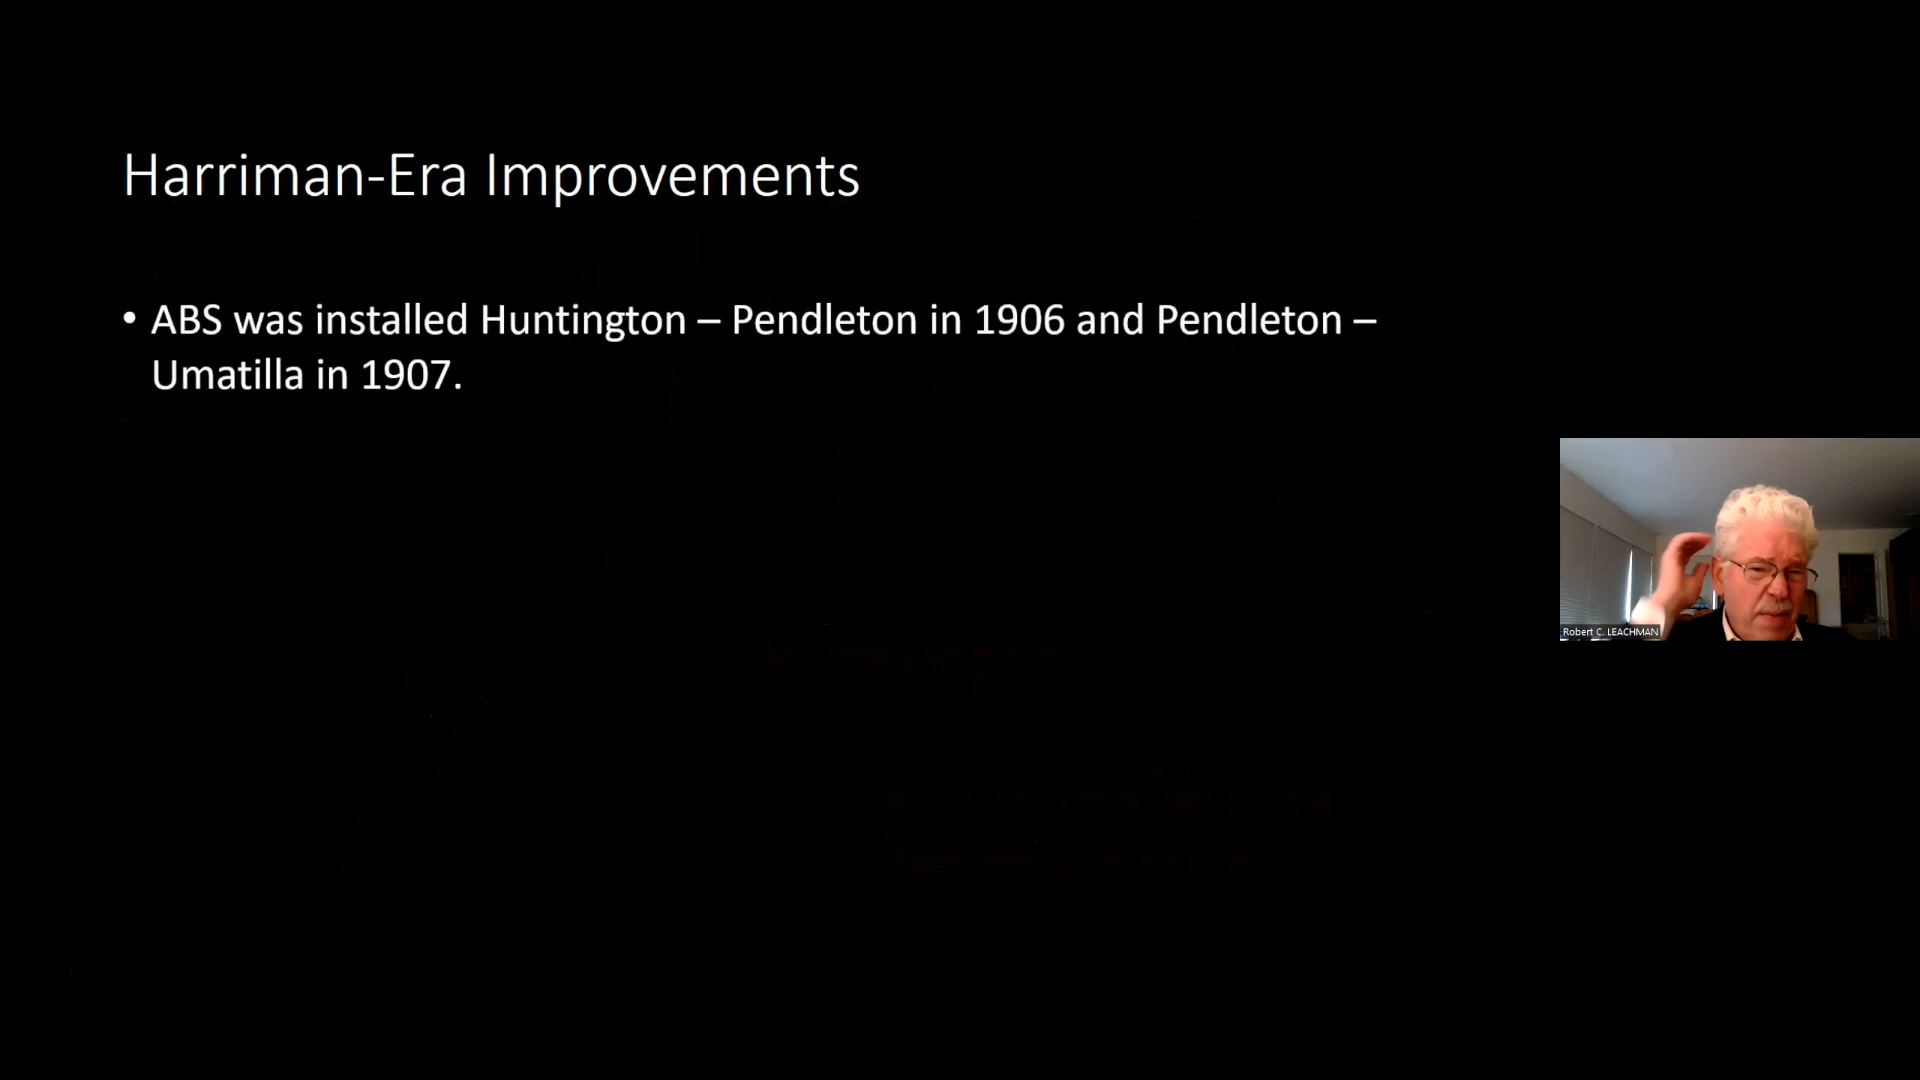 Harriman-Era Improvements
• ABS was installed Huntington – Pendleton in 1906 and Pendleton –
Umatilla in 1907.
Robert C. LEACHMAN